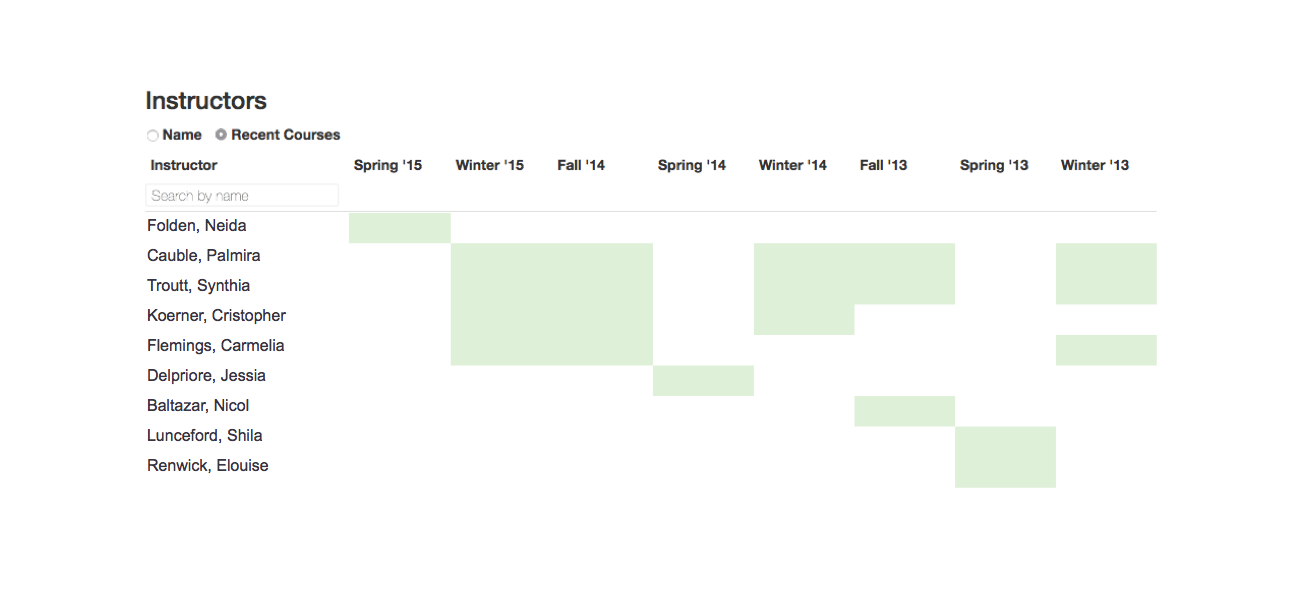 Instructors
Name Recent Courses
Instructor Spring '15 Winter '15 Fall '14 Spring '14 Winter '14 Fall '13 Spring '13 Winter '13
Search by name
Folden, Neida
Cauble, Palmira
Troutt, Synthia
Koerner, Cristopher
Flemings, Carmelia
Delpriore, Jessia
Baltazar, Nicol
Lunceford, Shila
Renwick, Elouise